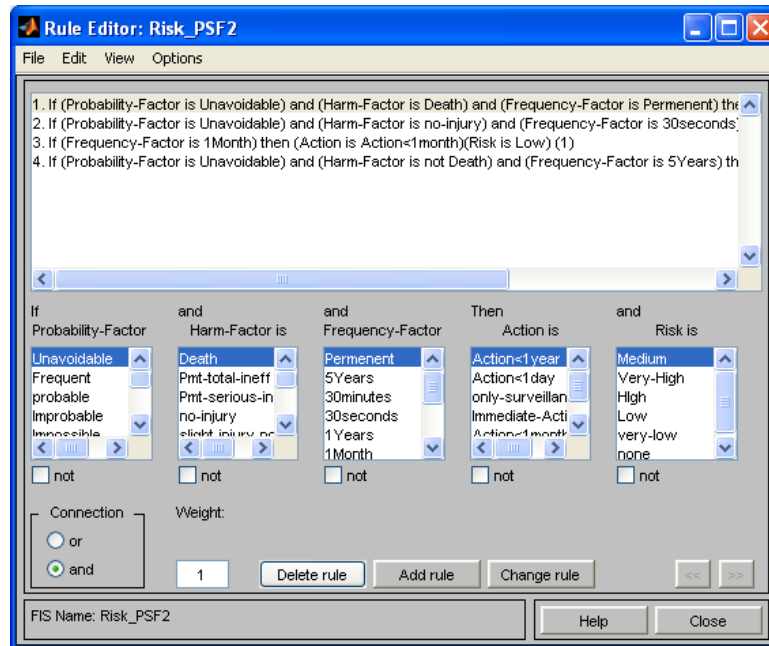 Rule Editor: Risk_PSF2
File Edit View Options
1. If (Probability-Factor is Unavoidable) and (Harm-Factor is Death) and (Frequency-Factor is Permenent) the
2. If (Probability-Factor is Unavoidable) and (Harm-Factor is no-injury) and (Frequency-Factor is 30seconds)
3. If (Frequency-Factor is 1Month) then (Action is Action<1month)(Risk is Low) (1)
4. If (Probability-Factor is Unavoidable) and (Harm-Factor is not Death) and (Frequency-Factor is 5Years) th
If and and Then and
Probability-Factor Harm-Factor is Frequency-Factor Action is Risk is
Unavoidable Death Permenent Action<1year Medium
Frequent Pmt-total-ineff 5Years Action<1day Very-High
probable Pmt-serious-in 30minutes only-surveillan HIgh
Improbable no-injury 30seconds Immediate-Acti Low
Impossible slight-injury 1Years Action<1month very-low
1Month none
not not not not
Connection Weight:
or
and 1 Delete rule Add rule Change rule << >>
FIS Name: Risk_PSF2 Help Close